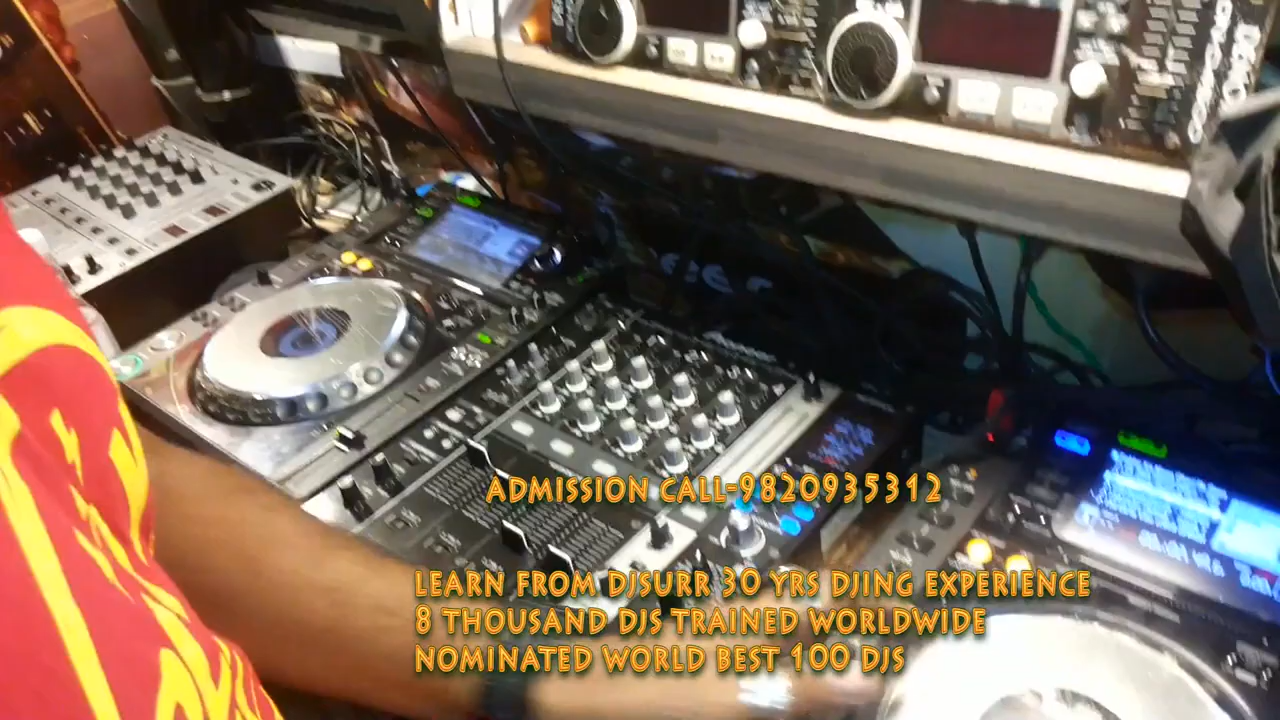 Pioneer
ADMISSION CALL-9820935312
LEARN FROM DJSURR 30 YRS DJING EXPERIENCE
8 THOUSAND DJS TRAINED WORLDWIDE
NOMINATED WORLD BEST 100 DJS